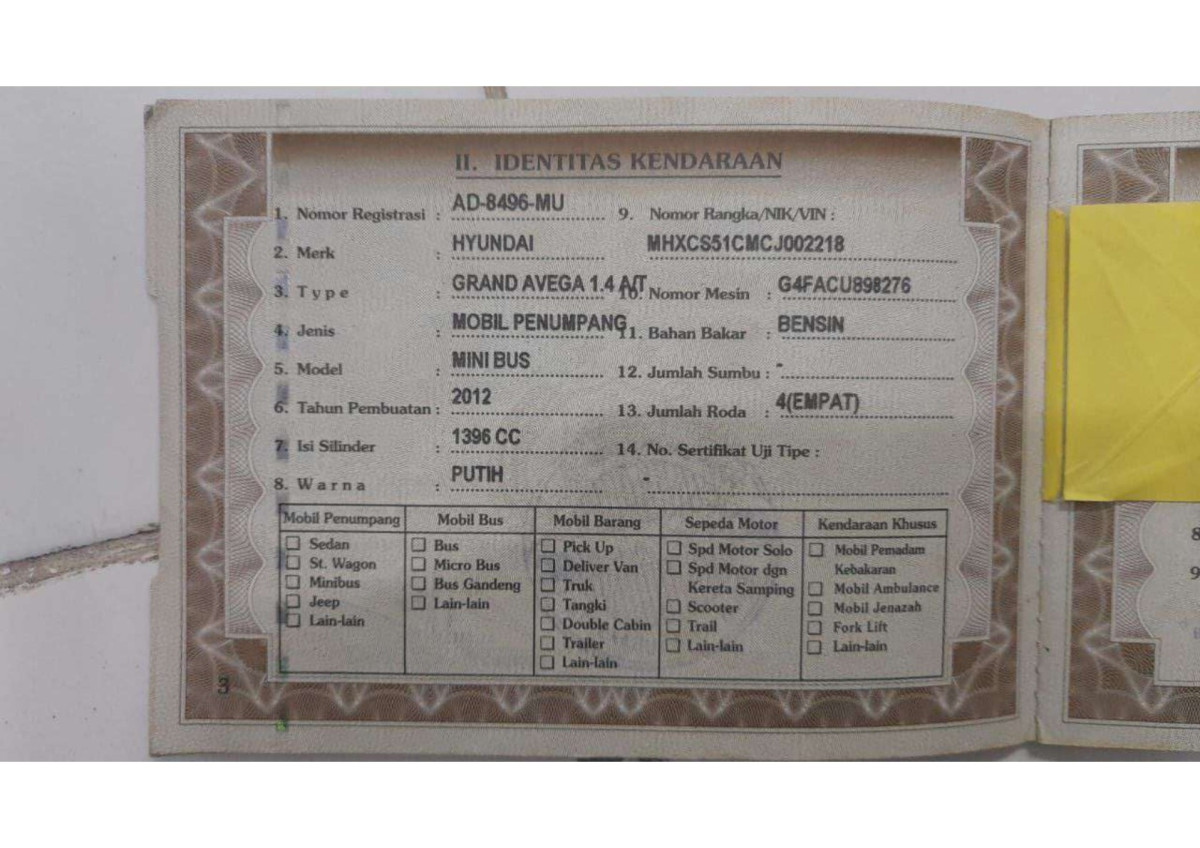 II. IDENTITAS KENDARAAN
1. Nomor Registrasi : AD-8496-MU
2. Merk : HYUNDAI
3. Type : GRAND AVEGA 1.4 A/T
4. Jenis : MOBIL PENUMPANG
5. Model : MINI BUS
6. Tahun Pembuatan : 2012
7. Isi Silinder : 1396 CC
8. Warna : PUTIH
9. Nomor Rangka/NIK/VIN :
MHXCS51CMCJ002218
10. Nomor Mesin : G4FACU898276
11. Bahan Bakar : BENSIN
12. Jumlah Sumbu : -
13. Jumlah Roda : 4(EMPAT)
14. No. Sertifikat Uji Tipe :
-
Mobil Penumpang
Sedan
St. Wagon
Minibus
Jeep
Lain-lain
Mobil Bus
Bus
Micro Bus
Bus Gandeng
Lain-lain
Mobil Barang
Pick Up
Deliver Van
Truk
Tangki
Double Cabin
Trailer
Lain-lain
Sepeda Motor
Spd Motor Solo
Spd Motor dgn
Kereta Samping
Scooter
Trail
Lain-lain
Kendaraan Khusus
Mobil Pemadam
Kebakaran
Mobil Ambulance
Mobil Jenazah
Fork Lift
Lain-lain
3
8
9